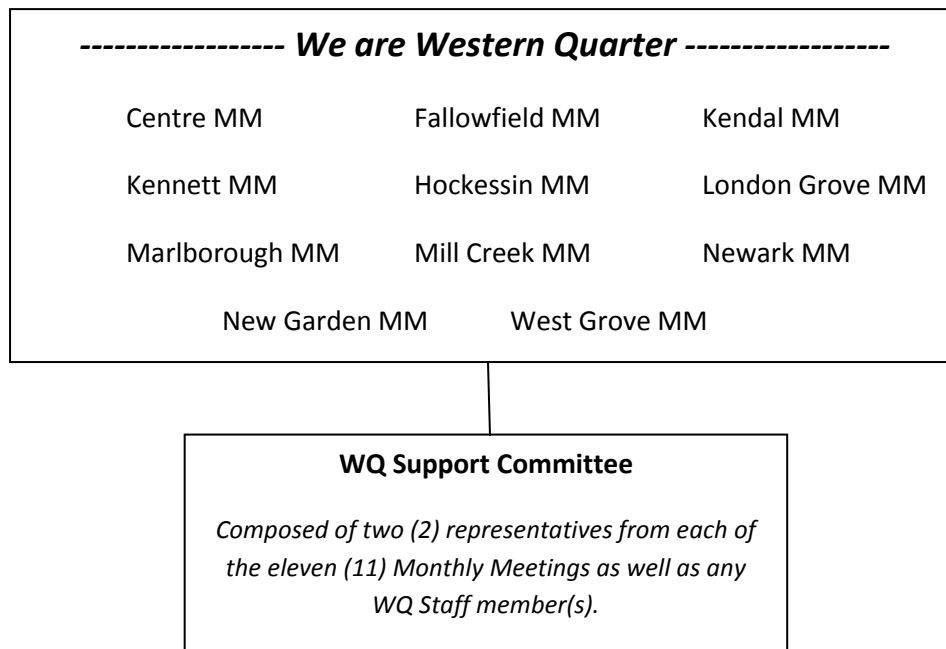 ------------------ We are Western Quarter ------------------
Centre MM Fallowfield MM Kendal MM
Kennett MM Hockessin MM London Grove MM
Marlborough MM Mill Creek MM Newark MM
New Garden MM West Grove MM
WQ Support Committee
Composed of two (2) representatives from each of
the eleven (11) Monthly Meetings as well as any
WQ Staff member(s).